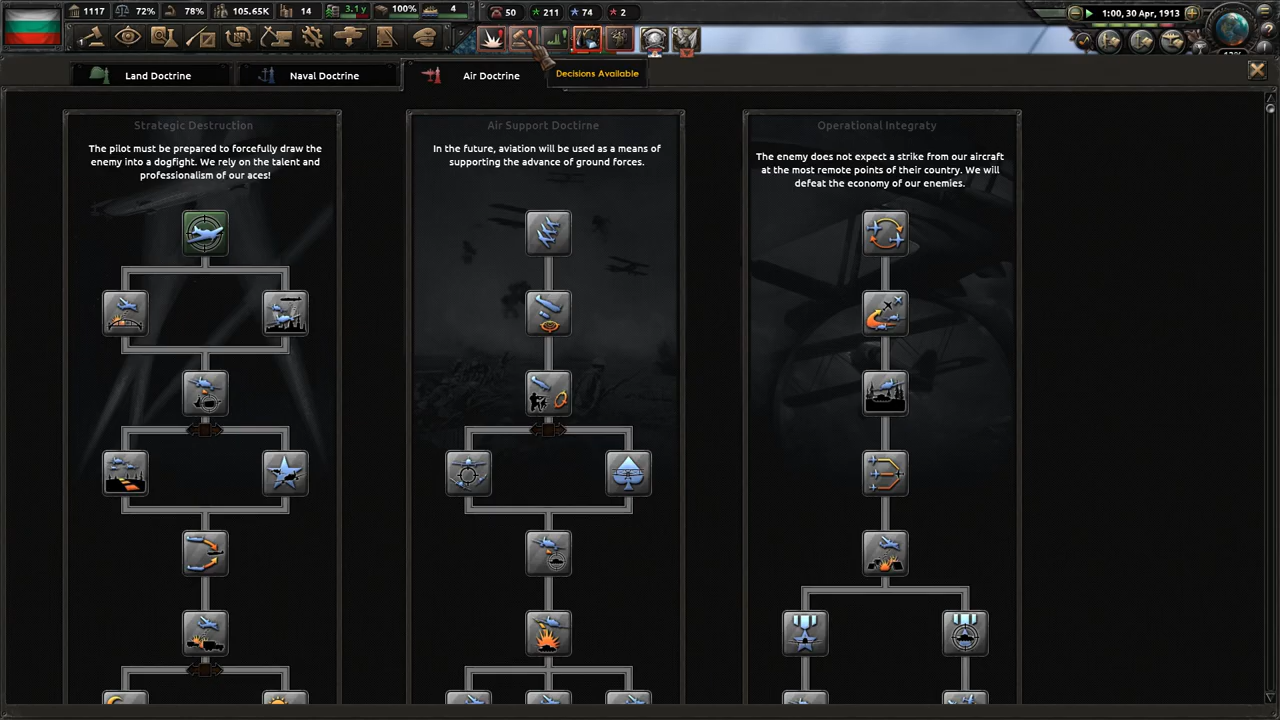 1117 72% 78% 105.65K 14 3.1 y 100% 4 50 211 74 2 1:00, 30 Apr, 1913
1
Land Doctrine Naval Doctrine Air Doctrine Decisions Available
Strategic Destruction
The pilot must be prepared to forcefully draw the
enemy into a dogfight. We rely on the talent and
professionalism of our aces!
Air Support Doctirne
In the future, aviation will be used as a means of
supporting the advance of ground forces.
Operational Integraty
The enemy does not expect a strike from our aircraft
at the most remote points of their country. We will
defeat the economy of our enemies.